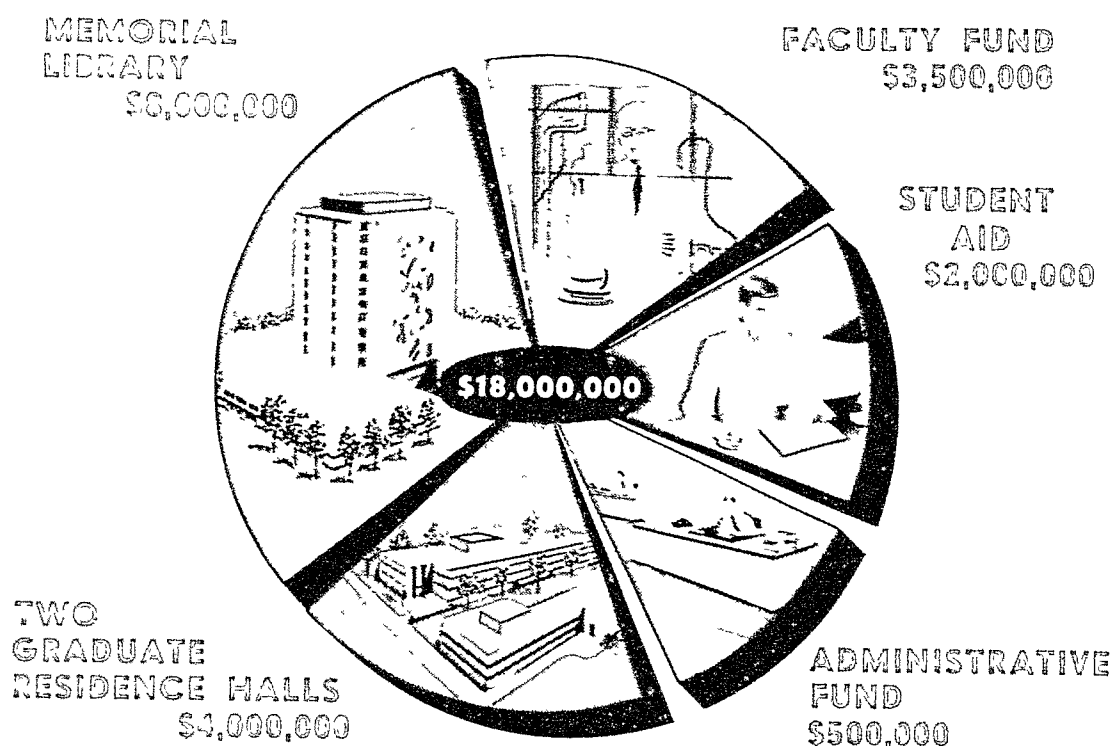 MEMORIAL
LIBRARY
$8,000,000
FACULTY FUND
$3,500,000
STUDENT
AID
$2,000,000
$18,000,000
TWO
GRADUATE
RESIDENCE HALLS
$4,000,000
ADMINISTRATIVE
FUND
$500,000